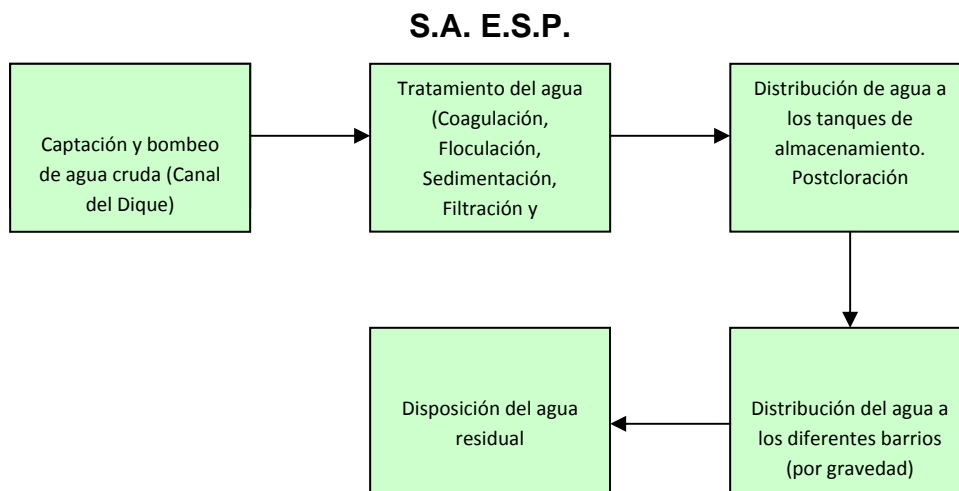 S.A. E.S.P.
Captación y bombeo
de agua cruda (Canal
del Dique)
Tratamiento del agua
(Coagulación,
Floculación,
Sedimentación,
Filtración y
Distribución de agua a
los tanques de
almacenamiento.
Postcloración
Distribución del agua a
los diferentes barrios
(por gravedad)
Disposición del agua
residual